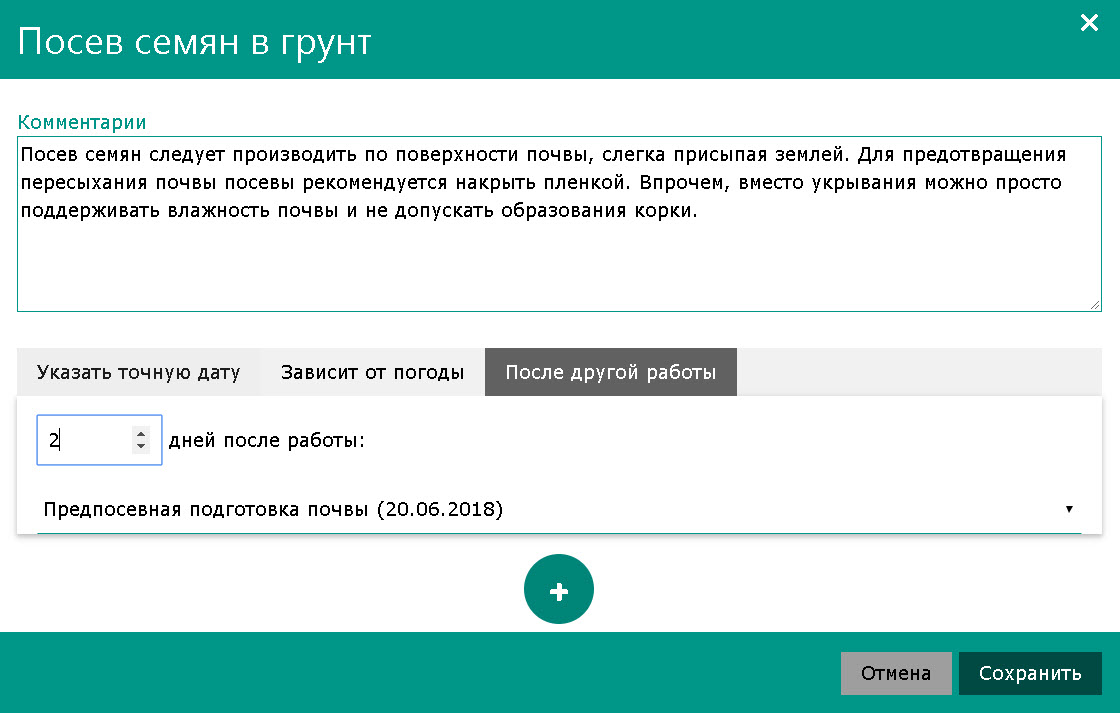 Посев семян в грунт
Комментарии
Посев семян следует производить по поверхности почвы, слегка присыпая землей. Для предотвращения
пересыхания почвы посевы рекомендуется накрыть пленкой. Впрочем, вместо укрывания можно просто
поддерживать влажность почвы и не допускать образования корки.
Указать точную дату Зависит от погоды После другой работы
2 дней после работы:
Предпосевная подготовка почвы (20.06.2018)
Отмена Сохранить